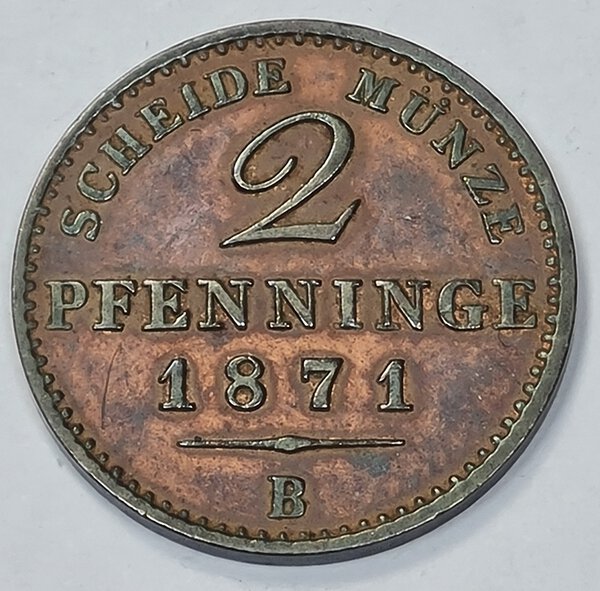 SCHEIDE MÜNZE
2
PFENNINGE
1871
B